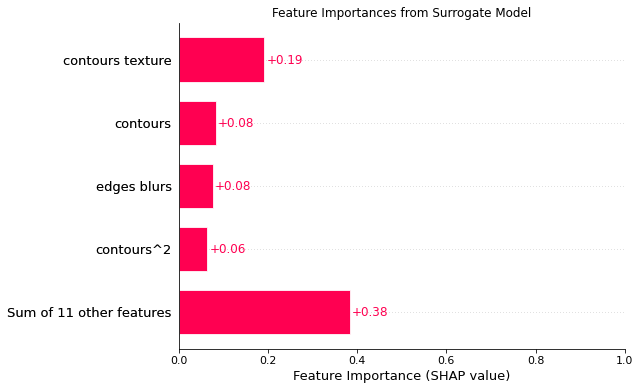 Feature Importances from Surrogate Model
contours texture
+0.19
contours
+0.08
edges blurs
+0.08
contours^2
+0.06
Sum of 11 other features
+0.38
0.0 0.2 0.4 0.6 0.8 1.0
Feature Importance (SHAP value)